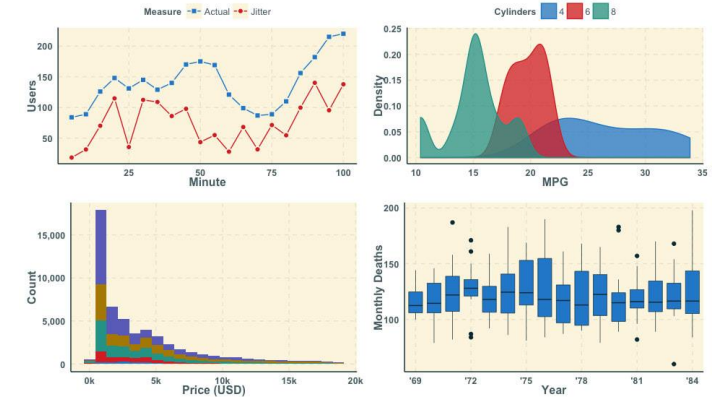 Measure Actual Jitter
200
150
100
50
Users
25 50 75 100
Minute
Cylinders 4 6 8
0.25
0.20
0.15
0.10
0.05
0.00
Density
10 15 20 25 30 35
MPG
15,000
10,000
5,000
0
Count
0k 5k 10k 15k 20k
Price (USD)
200
150
100
Monthly Deaths
'69 '72 '75 '78 '81 '84
Year